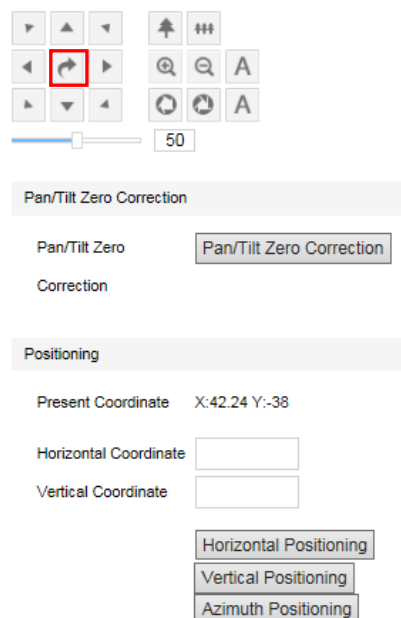 A
A
50
Pan/Tilt Zero Correction
Pan/Tilt Zero Correction
Pan/Tilt Zero Correction
Positioning
Present Coordinate X:42.24 Y:-38
Horizontal Coordinate
Vertical Coordinate
Horizontal Positioning
Vertical Positioning
Azimuth Positioning